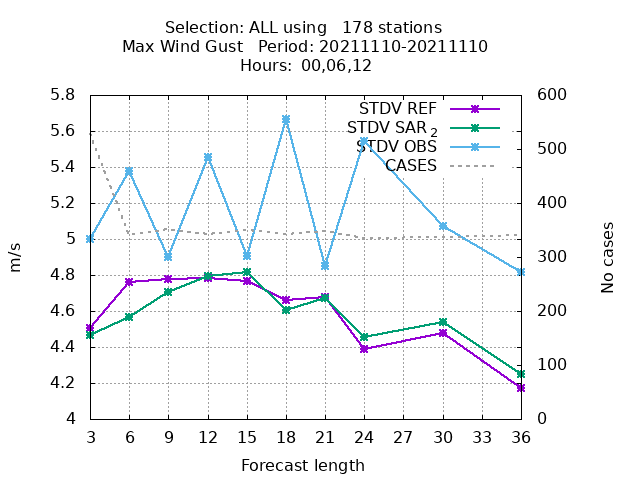 Selection: ALL using   178 stations
Max Wind Gust   Period: 20211110-20211110
Hours:  00,06,12
STDV REF
STDV SAR 2
STDV OBS
CASES
5.8
5.6
5.4
5.2
5
4.8
4.6
4.4
4.2
4
600
500
400
300
200
100
0
m/s
No cases
3 6 9 12 15 18 21 24 27 30 33 36
Forecast length